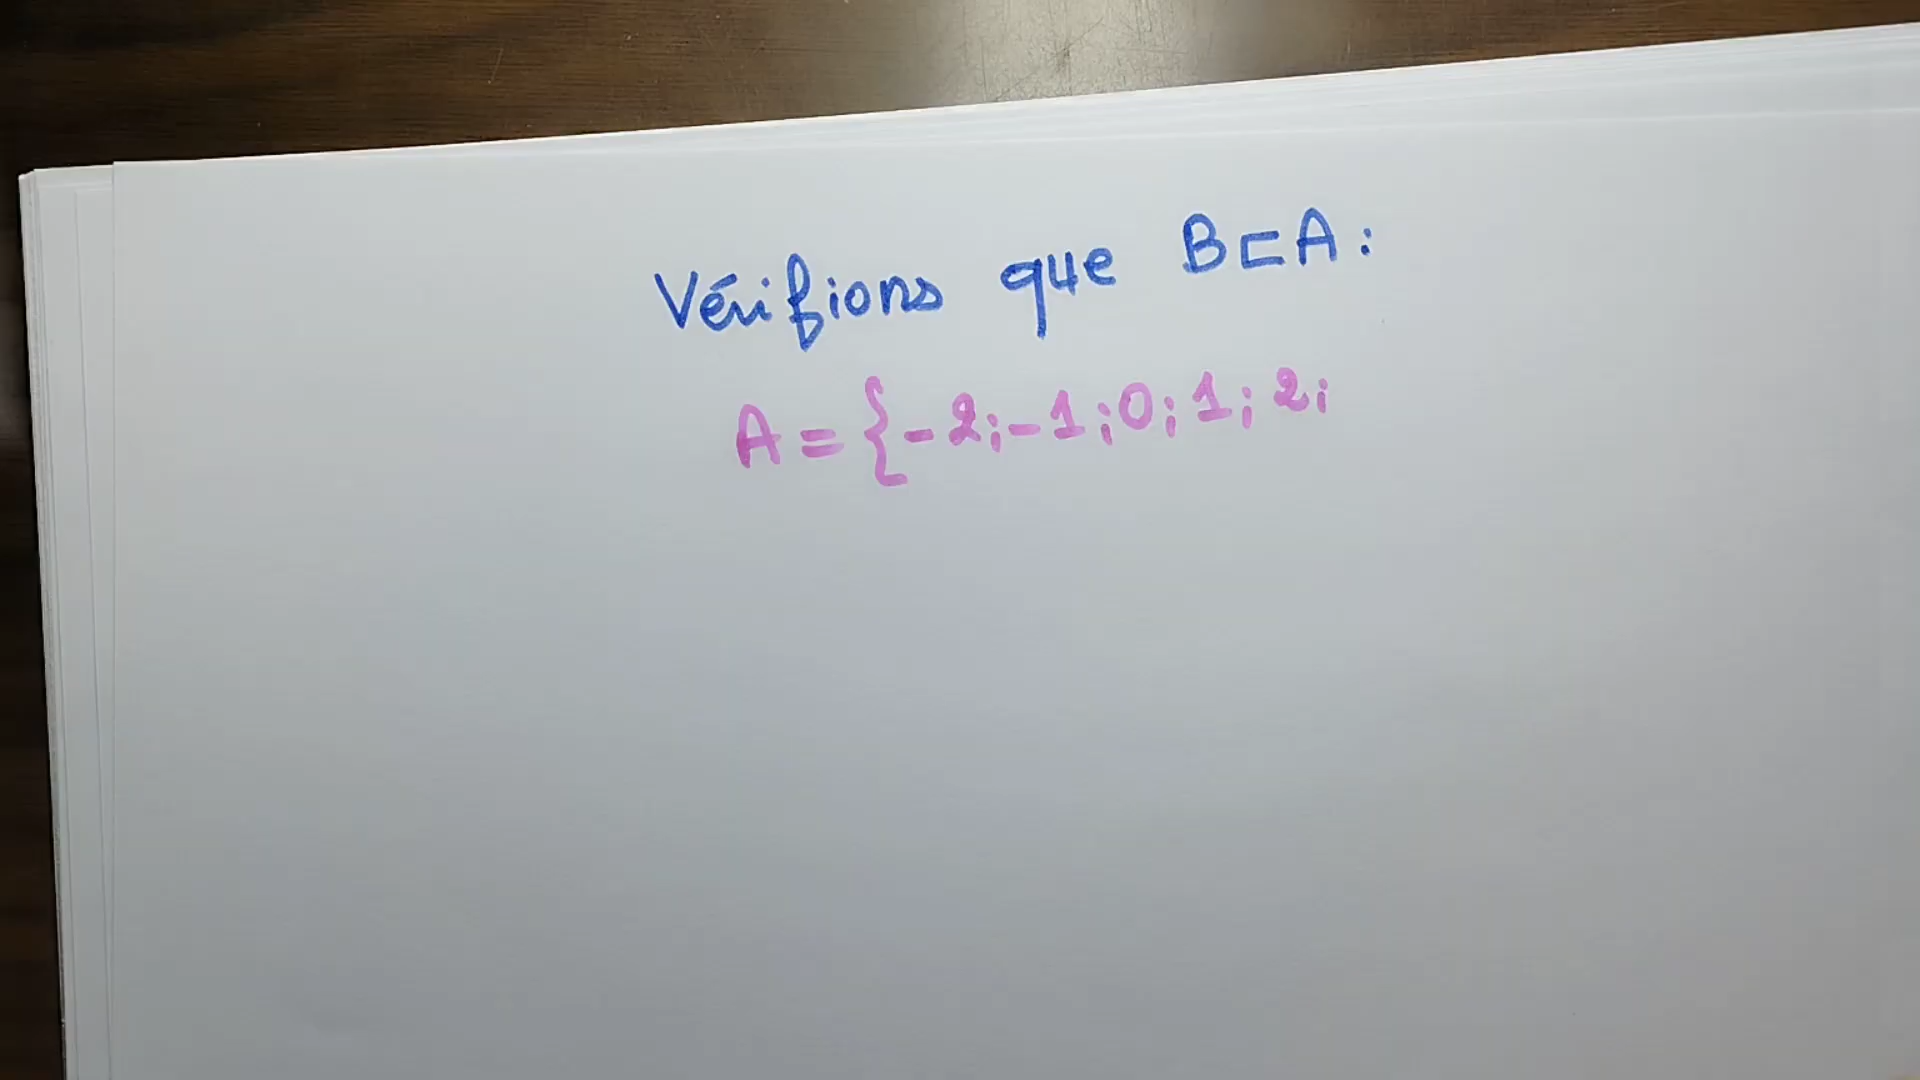 Vérifions que B⊏A:
A = {-2;-1;0;1;2;